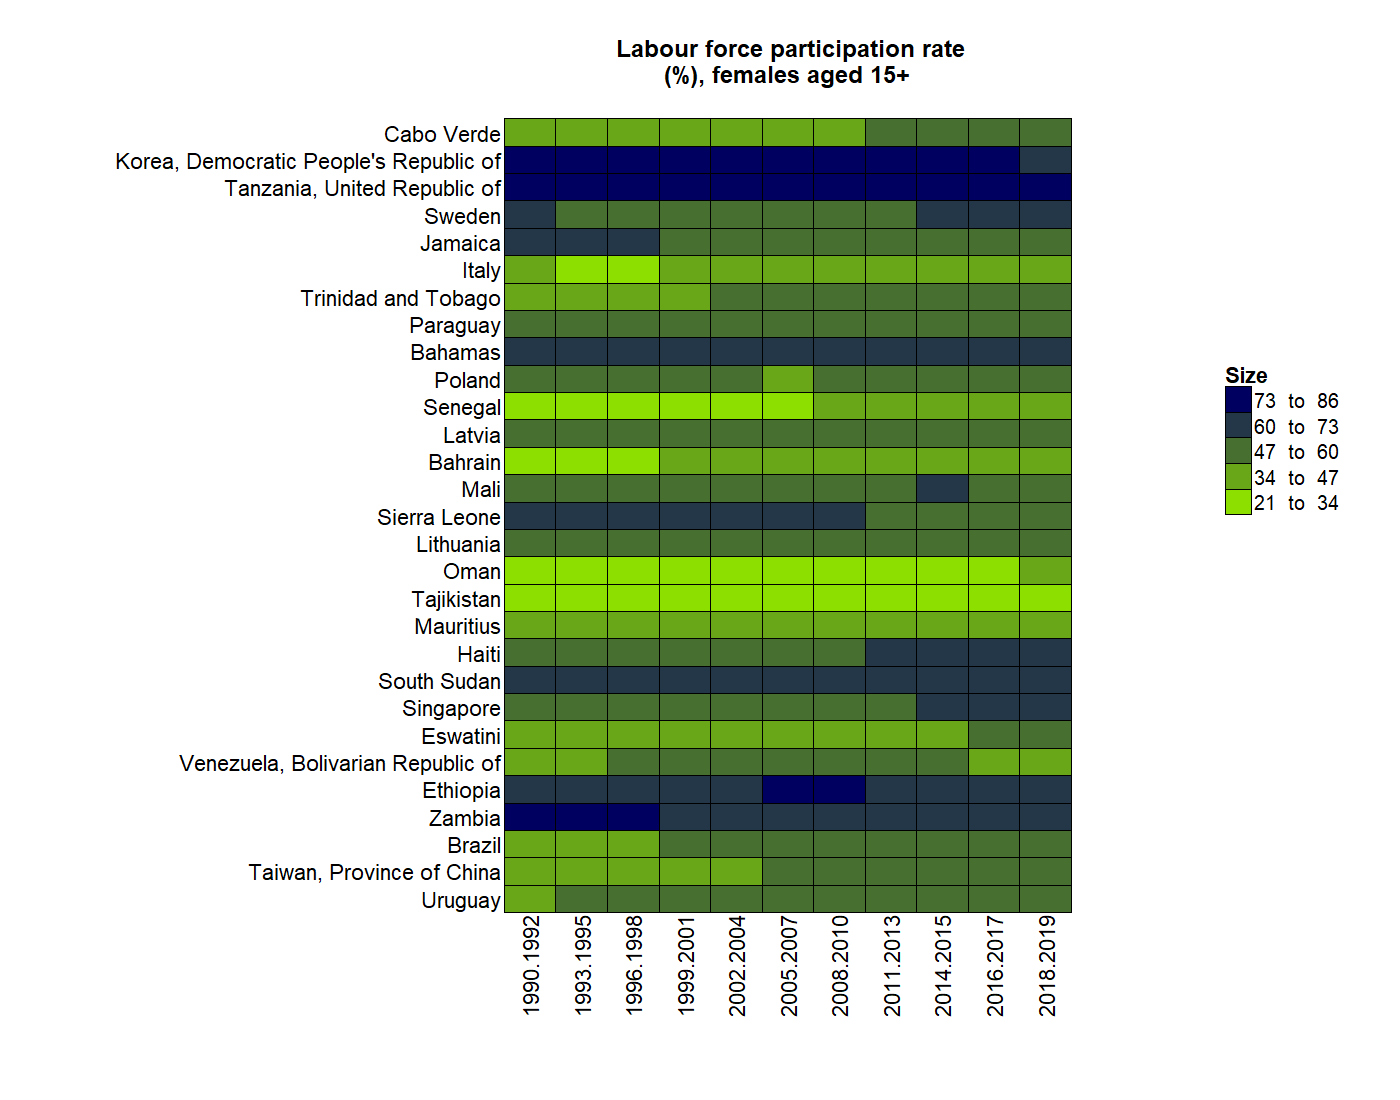 Labour force participation rate
(%), females aged 15+
Cabo Verde
Korea, Democratic People's Republic of
Tanzania, United Republic of
Sweden
Jamaica
Italy
Trinidad and Tobago
Paraguay
Bahamas
Poland
Senegal
Latvia
Bahrain
Mali
Sierra Leone
Lithuania
Oman
Tajikistan
Mauritius
Haiti
South Sudan
Singapore
Eswatini
Venezuela, Bolivarian Republic of
Ethiopia
Zambia
Brazil
Taiwan, Province of China
Uruguay
1990.1992
1993.1995
1996.1998
1999.2001
2002.2004
2005.2007
2008.2010
2011.2013
2014.2015
2016.2017
2018.2019
Size
73 to 86
60 to 73
47 to 60
34 to 47
21 to 34